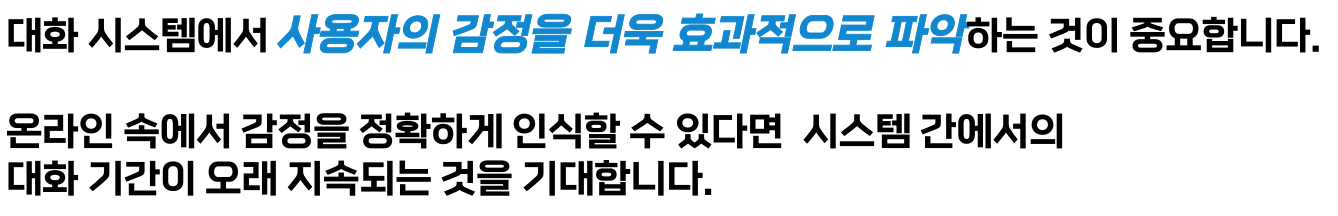 대화 시스템에서 사용자의 감정을 더욱 효과적으로 파악하는 것이 중요합니다.
온라인 속에서 감정을 정확하게 인식할 수 있다면  시스템 간에서의
대화 기간이 오래 지속되는 것을 기대합니다.